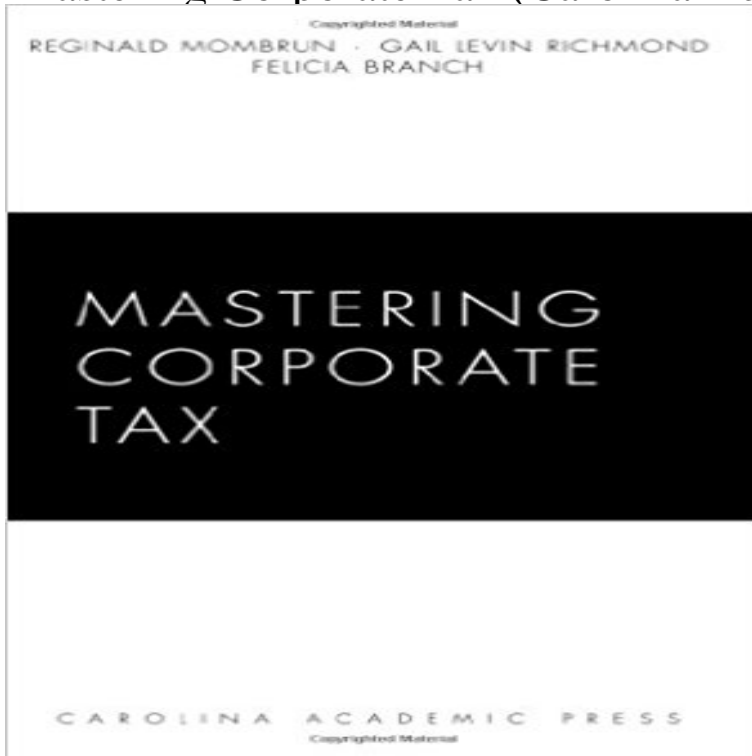 Copyrighted Material
REGINALD MOMBRUN · GAIL LEVIN RICHMOND
FELICIA BRANCH
MASTERING
CORPORATE
TAX
CAROLINA ACADEMIC PRESS
Copyrighted Material